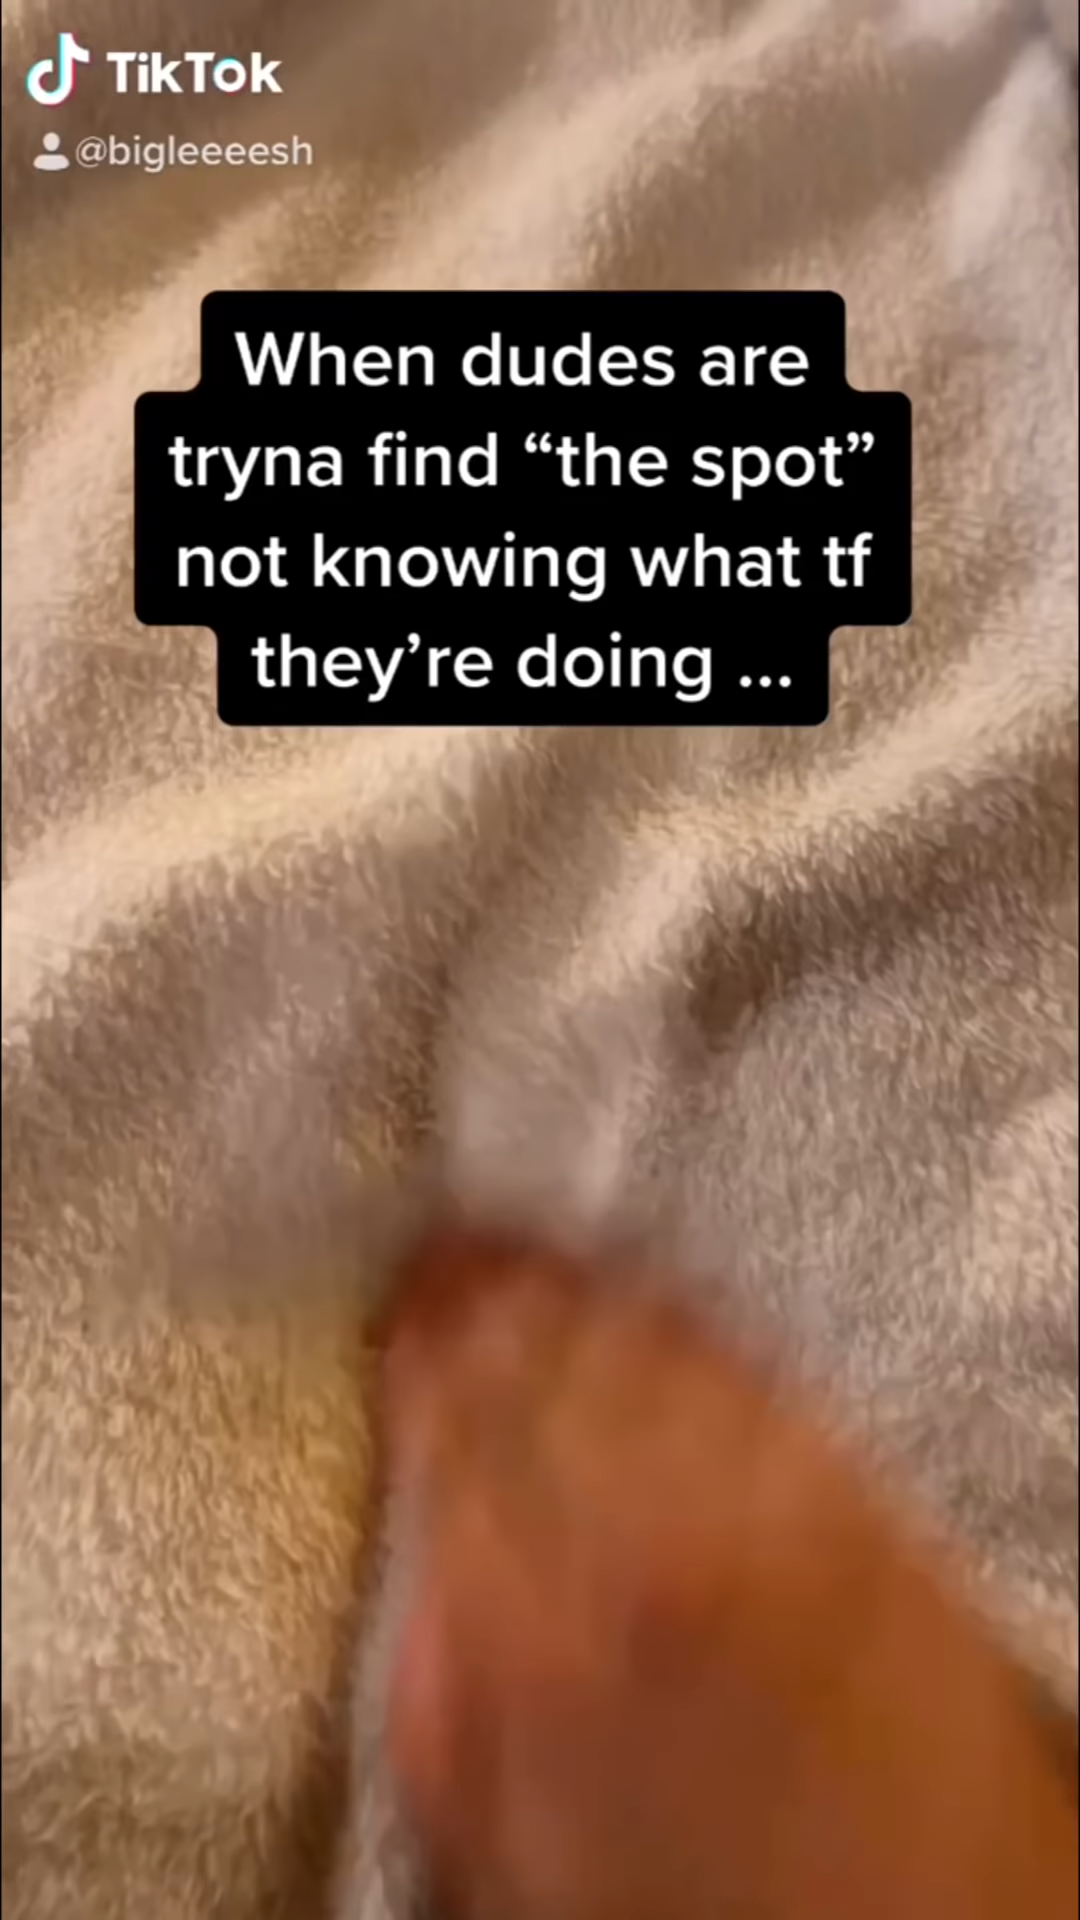 TikTok
@bigleeeesh
When dudes are
tryna find “the spot”
not knowing what tf
they’re doing ...